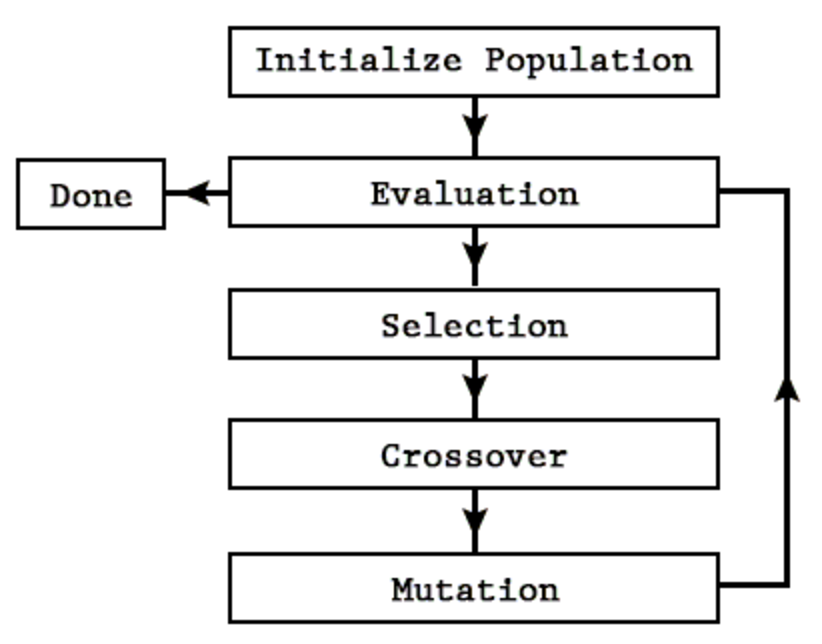 Initialize Population
Done
Evaluation
Selection
Crossover
Mutation